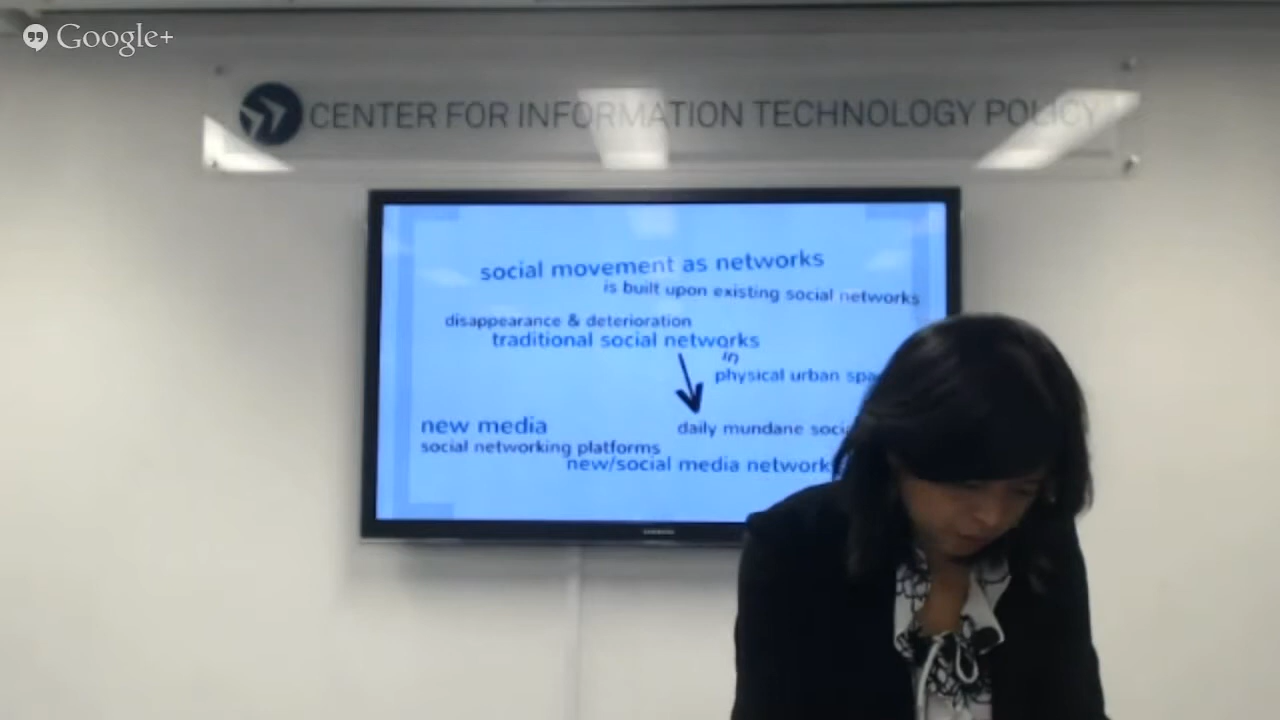 Google+
CENTER FOR INFORMATION TECHNOLOGY POLICY
social movement as networks
is built upon existing social networks
disappearance & deterioration
traditional social networks
in
physical urban
new media
daily mundane
social networking platforms
new/social media
SAMSUNG